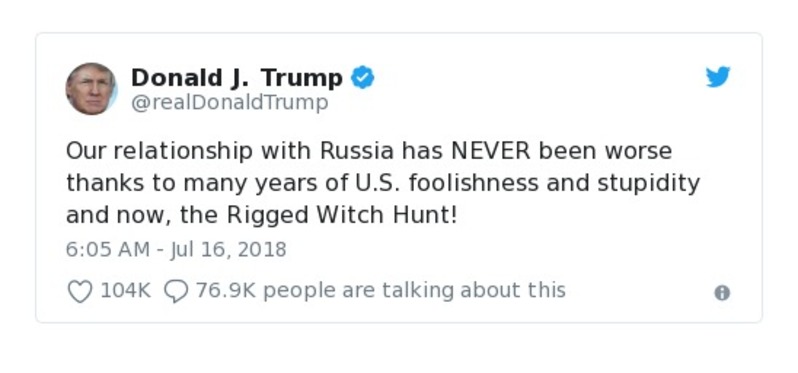 Donald J. Trump
@realDonaldTrump
Our relationship with Russia has NEVER been worse
thanks to many years of U.S. foolishness and stupidity
and now, the Rigged Witch Hunt!
6:05 AM - Jul 16, 2018
104K 76.9K people are talking about this